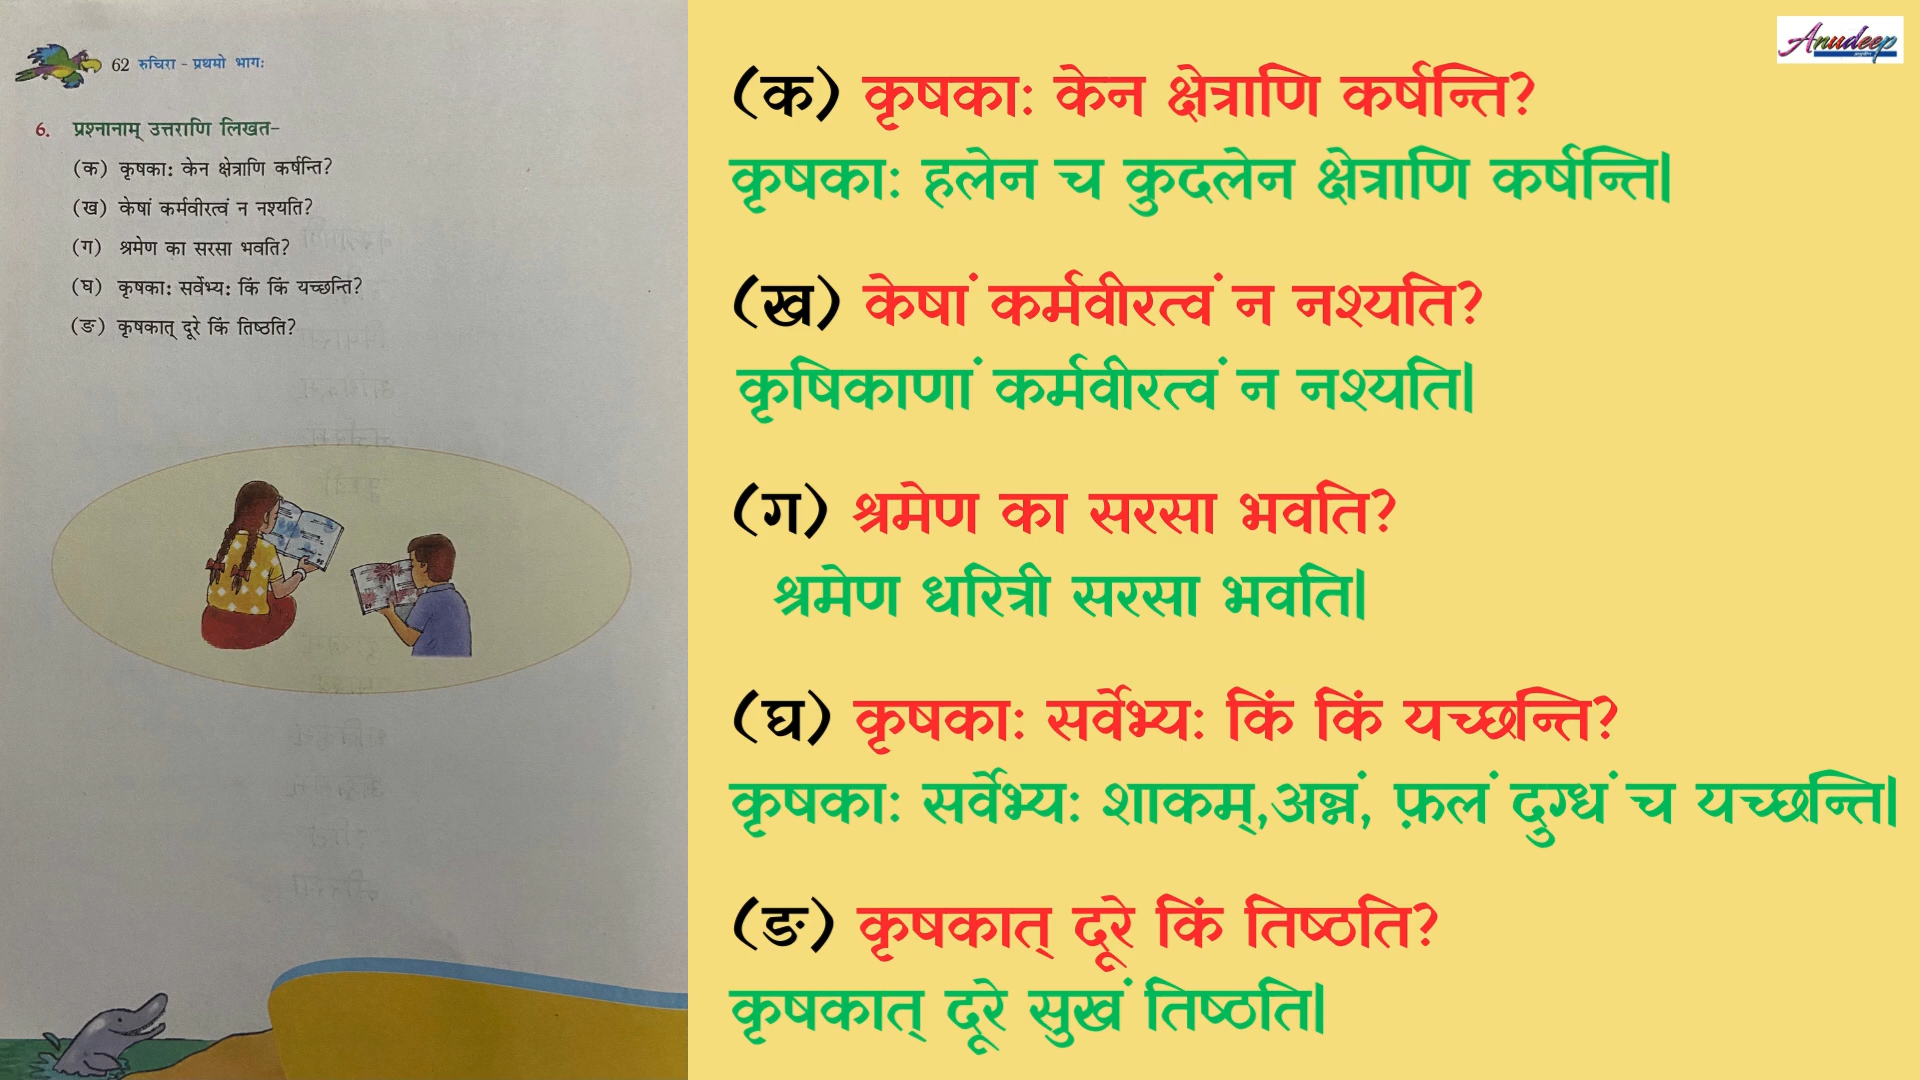 62 रुचिरा - प्रथमो भागः
6. प्रश्नानाम् उत्तराणि लिखत-
(क) कृषकाः केन क्षेत्राणि कर्षन्ति?
(ख) केषां कर्मवीरत्वं न नश्यति?
(ग) श्रमेण का सरसा भवति?
(घ) कृषकाः सर्वेभ्यः किं किं यच्छन्ति?
(ङ) कृषकात् दूरे किं तिष्ठति?
Anudeep
(क) कृषकाः केन क्षेत्राणि कर्षन्ति?
कृषकाः हलेन च कुदलेन क्षेत्राणि कर्षन्ति|
(ख) केषां कर्मवीरत्वं न नश्यति?
कृषिकाणां कर्मवीरत्वं न नश्यति|
(ग) श्रमेण का सरसा भवति?
श्रमेण धरित्री सरसा भवति|
(घ) कृषकाः सर्वेभ्यः किं किं यच्छन्ति?
कृषकाः सर्वेभ्यः शाकम्,अन्नं, फ़लं दुग्धं च यच्छन्ति|
(ङ) कृषकात् दूरे किं तिष्ठति?
कृषकात् दूरे सुखं तिष्ठति|